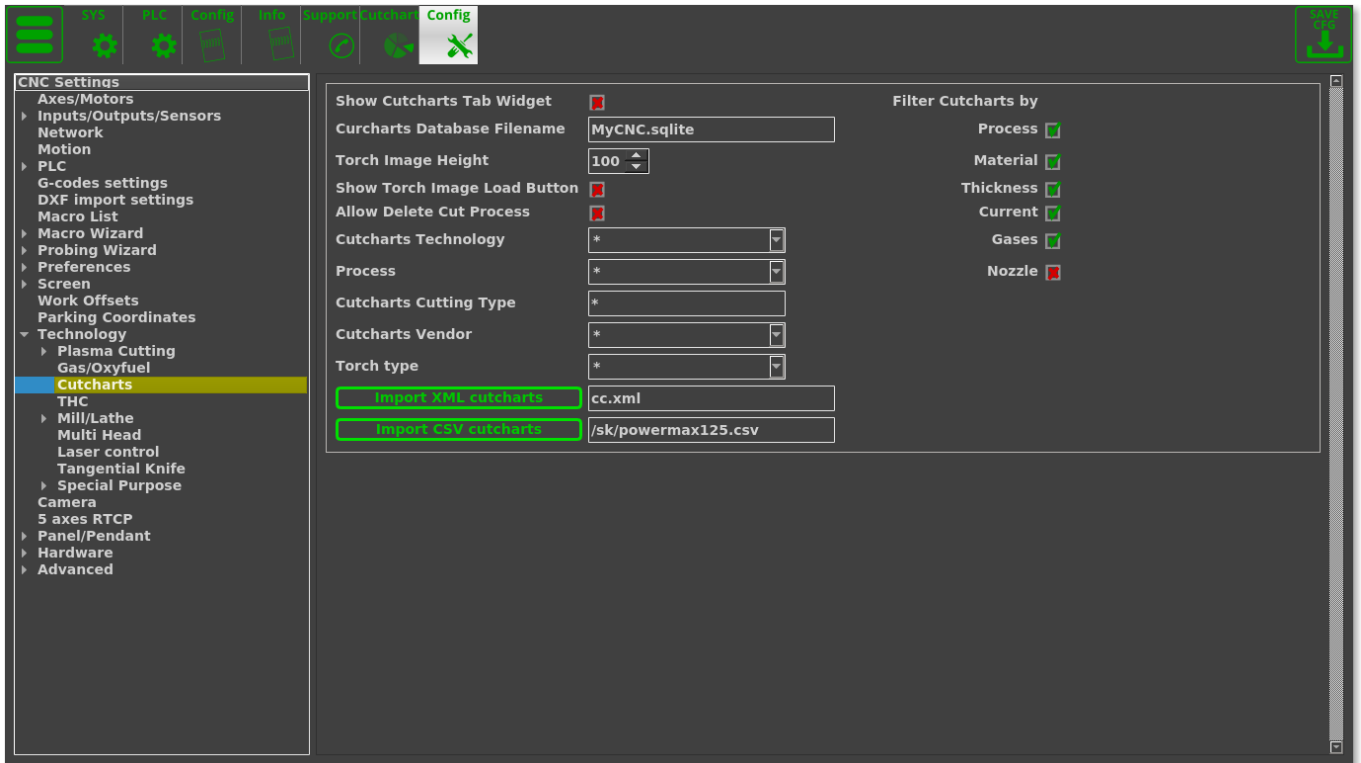 SYS PLC Config Info Support Cutchart Config SAVE
CFG
CNC Settings
Axes/Motors
Inputs/Outputs/Sensors
Network
Motion
PLC
G-codes settings
DXF import settings
Macro List
Macro Wizard
Probing Wizard
Preferences
Screen
Work Offsets
Parking Coordinates
Technology
Plasma Cutting
Gas/Oxyfuel
Cutcharts
THC
Mill/Lathe
Multi Head
Laser control
Tangential Knife
Special Purpose
Camera
5 axes RTCP
Panel/Pendant
Hardware
Advanced
Show Cutcharts Tab Widget
Curcharts Database Filename MyCNC.sqlite
Torch Image Height 100
Show Torch Image Load Button
Allow Delete Cut Process
Cutcharts Technology *
Process *
Cutcharts Cutting Type *
Cutcharts Vendor *
Torch type *
Import XML cutcharts cc.xml
Import CSV cutcharts /sk/powermax125.csv
Filter Cutcharts by
Process
Material
Thickness
Current
Gases
Nozzle